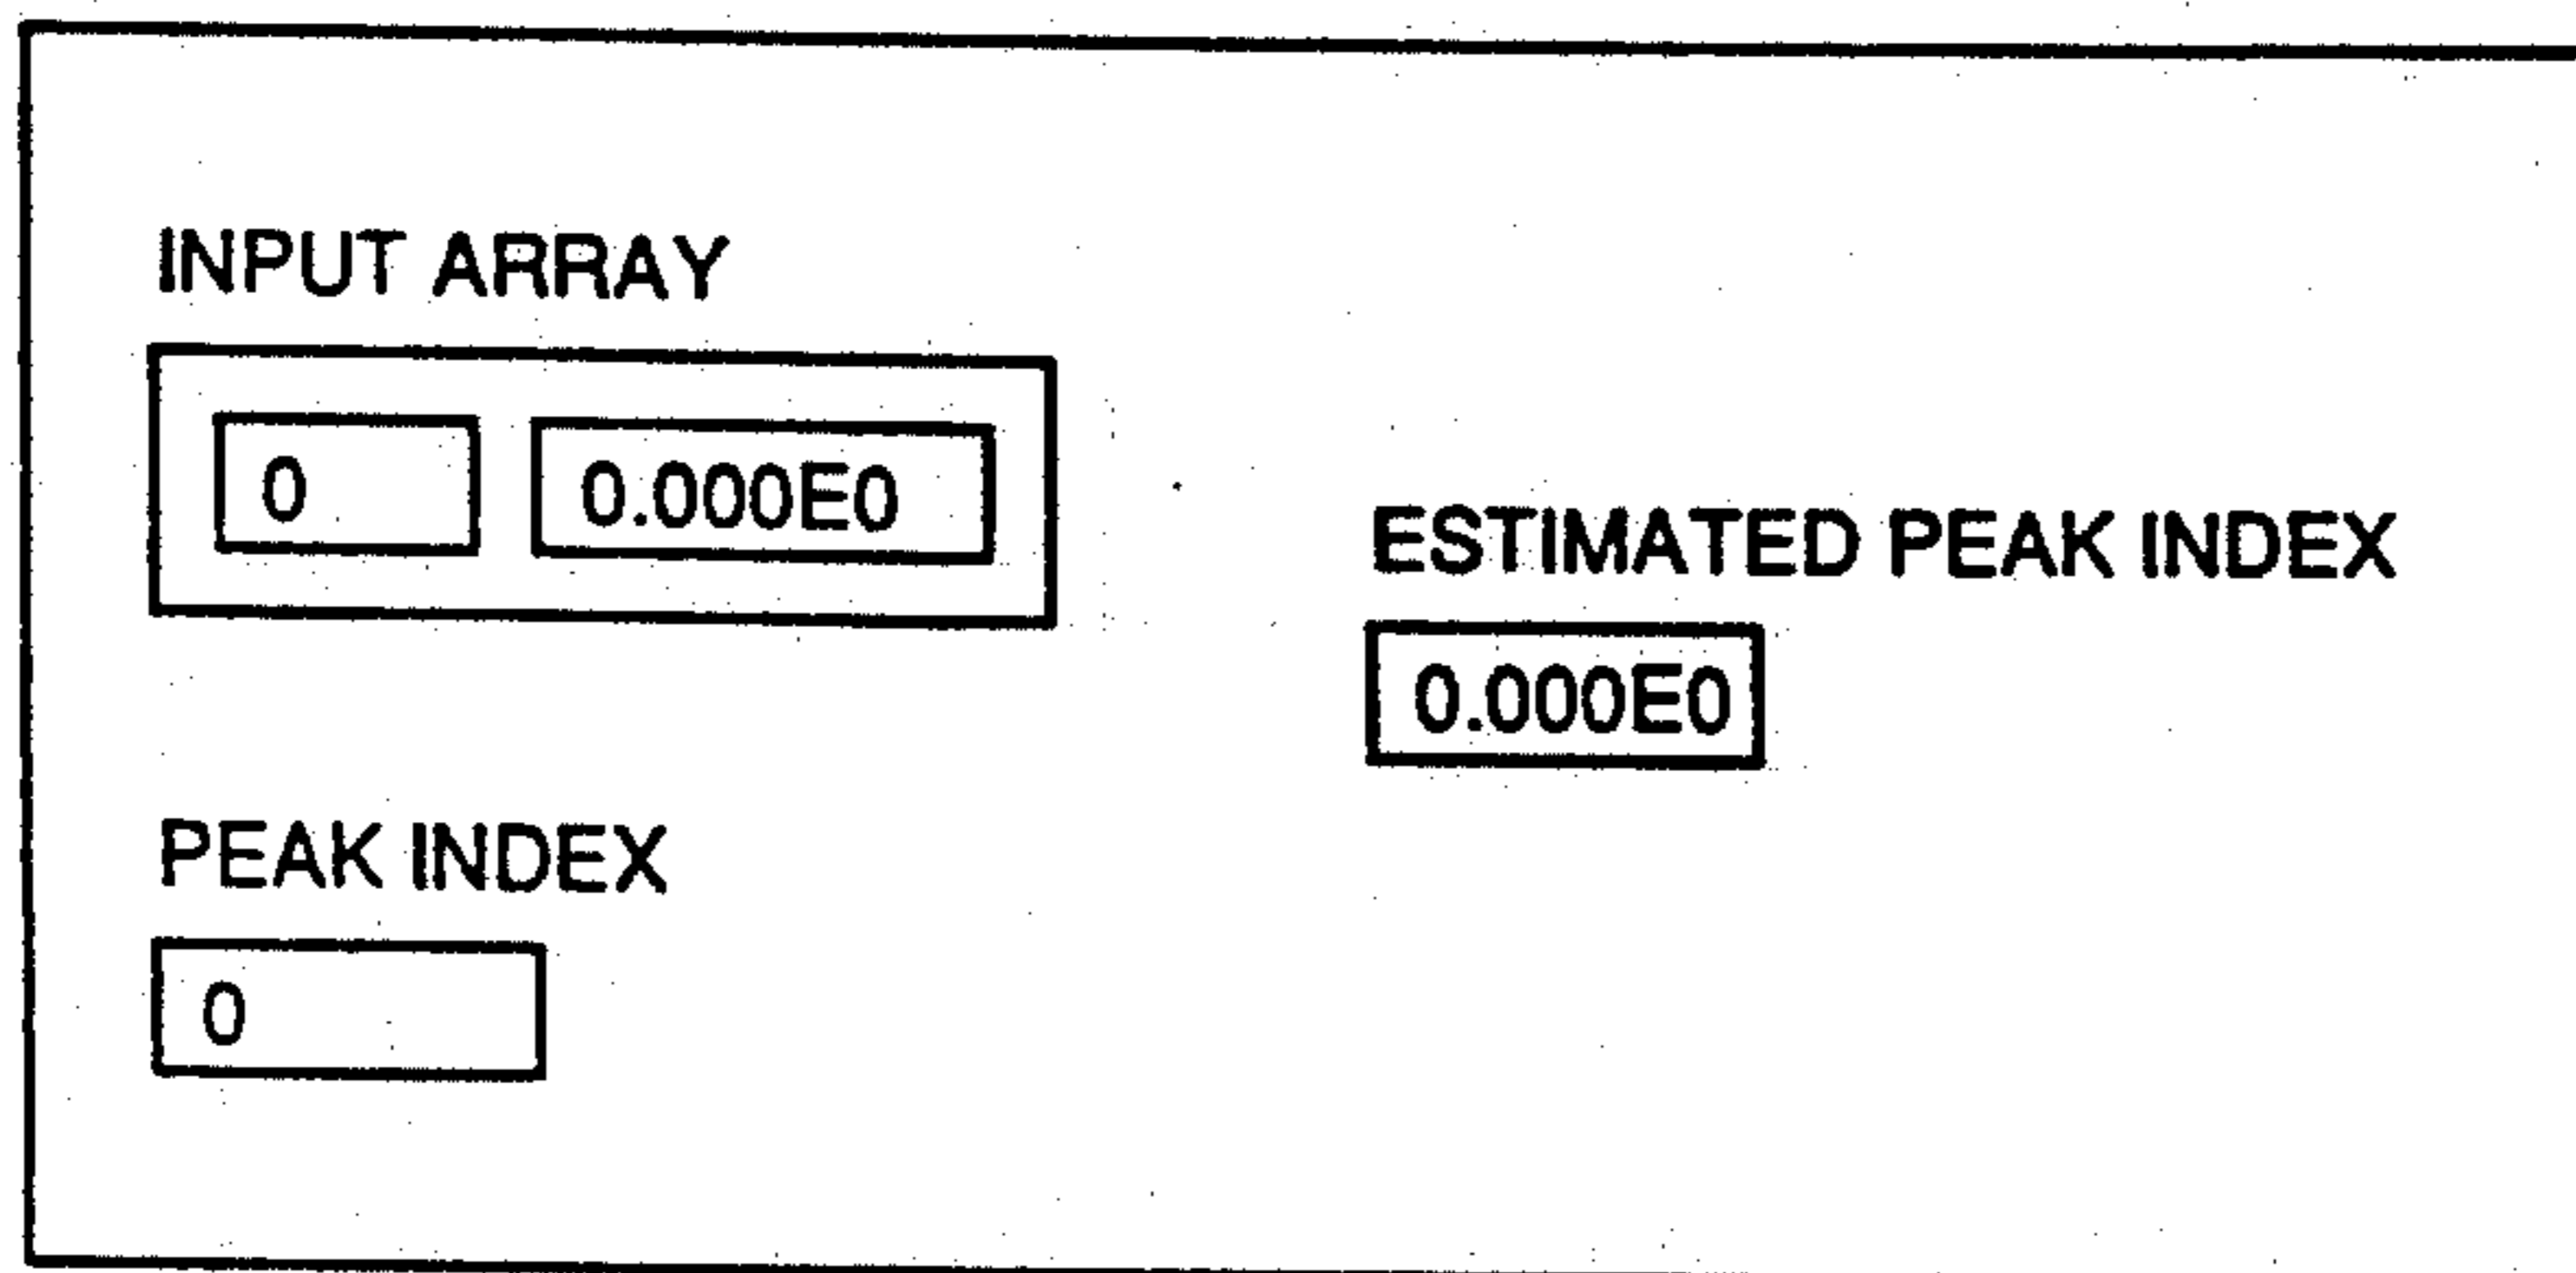 INPUT ARRAY
0 0.000E0
ESTIMATED PEAK INDEX
0.000E0
PEAK INDEX
0